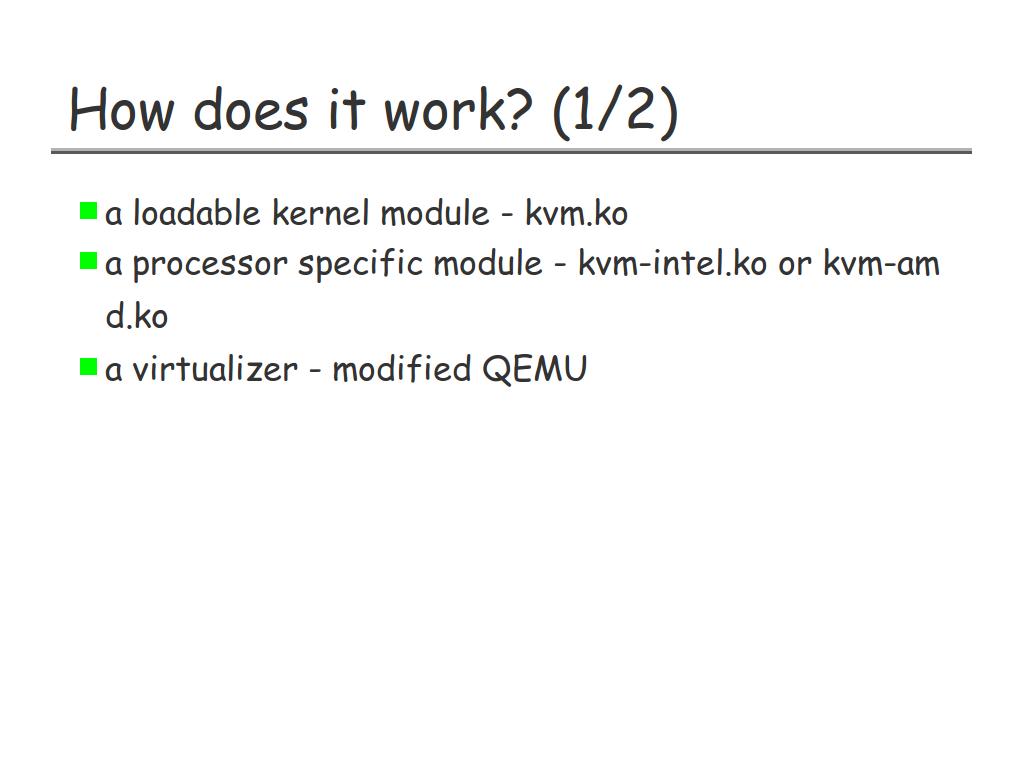 How does it work? (1/2)
a loadable kernel module - kvm.ko
a processor specific module - kvm-intel.ko or kvm-am
d.ko
a virtualizer - modified QEMU